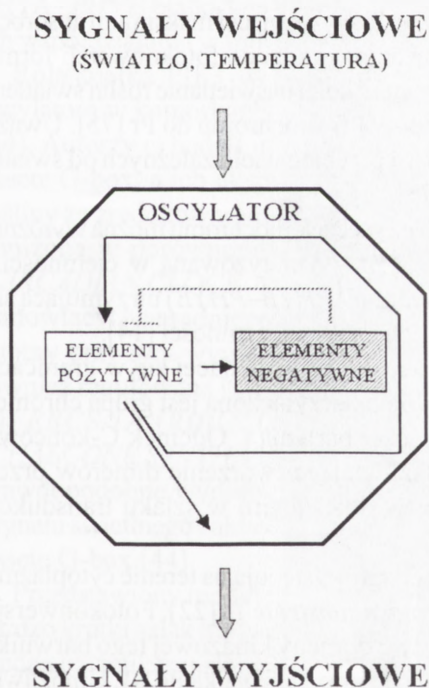 SYGNAŁY WEJŚCIOWE
(ŚWIATŁO, TEMPERATURA)
OSCYLATOR
ELEMENTY
POZYTYWNE
ELEMENTY
NEGATYWNE
SYGNAŁY WYJŚCIOWE